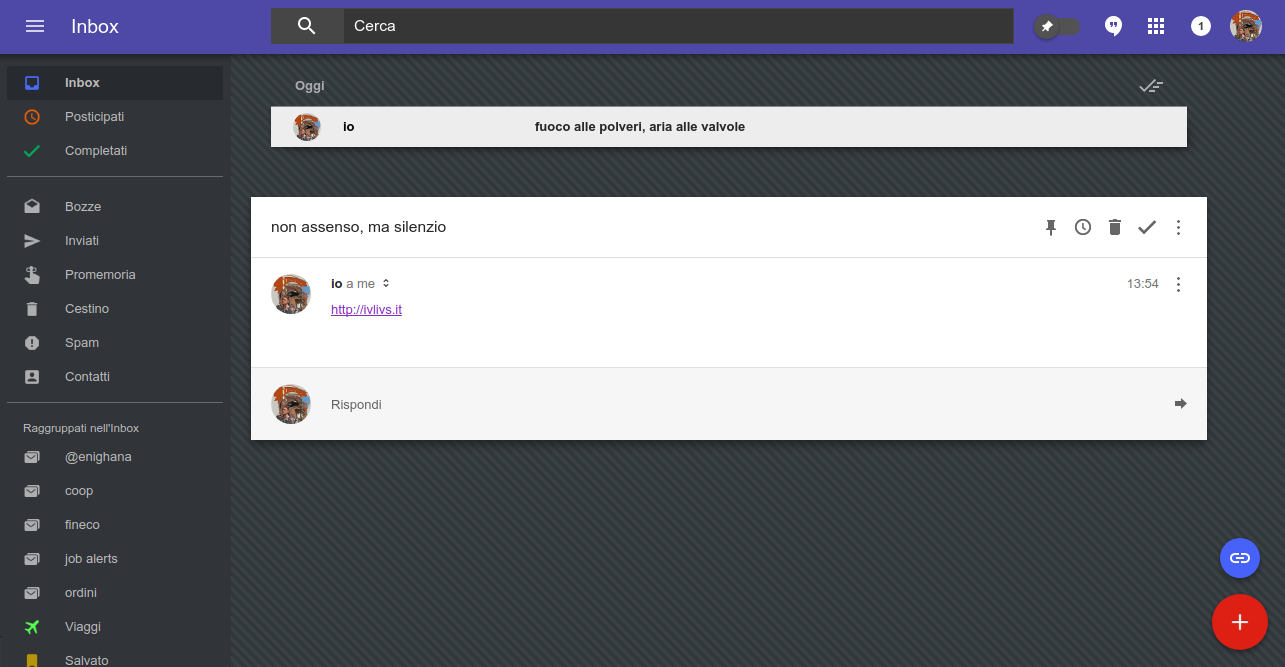 Inbox
Cerca
1
Inbox
Posticipati
Completati
Bozze
Inviati
Promemoria
Cestino
Spam
Contatti
Raggruppati nell'Inbox
@enighana
coop
fineco
job alerts
ordini
Viaggi
Salvato
Oggi
io fuoco alle polveri, aria alle valvole
non assenso, ma silenzio
io a me 13:54
http://ivlivs.it
Rispondi